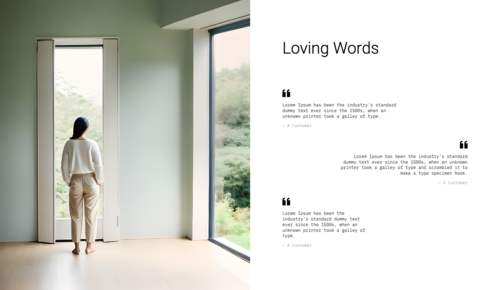 Loving Words
“
Lorem Ipsum has been the industry's standard
dummy text ever since the 1500s, when an
unknown printer took a galley of type.
- A Customer
“
Lorem Ipsum has been the industry's standard
dummy text ever since the 1500s, when an unknown
printer took a galley of type and scrambled it to
make a type specimen book.
- A Customer
“
Lorem Ipsum has been the
industry's standard dummy text
ever since the 1500s, when an
unknown printer took a galley of
type.
- A Customer